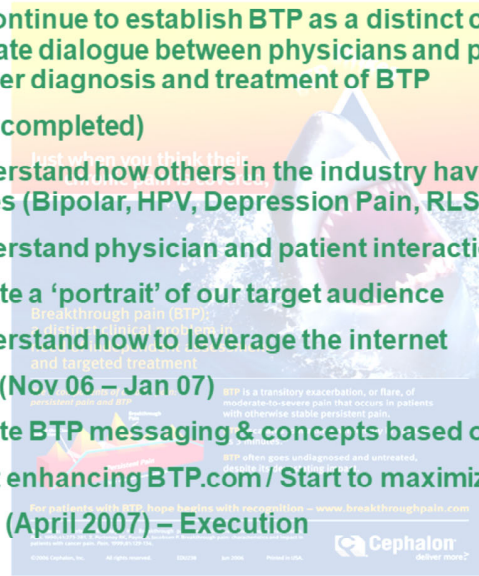 ontinue to establish BTP as a distinct c
ate dialogue between physicians and p
er diagnosis and treatment of BTP
completed)
Just when you think their
chronic pain is covered,
erstand how others in the industry hav
es (Bipolar, HPV, Depression Pain, RLS
erstand physician and patient interacti
te a ‘portrait’ of our target audience
Breakthrough pain (BTP):
a distinct clinical problem in
erstand how to leverage the internet
and targeted treatment
(Nov 06 – Jan 07)
persistent pain and BTP
BTP is a transitory exacerbation, or flare, of
moderate-to-severe pain that occurs in patients
with otherwise stable persistent pain.
te BTP messaging & concepts based o
BTP often goes undiagnosed and untreated,
despite its
impact.
: enhancing BTP.com / Start to maximiz
For patients with BTP, hope begins with recognition – www.breakthroughpain.com
(April 2007) – Execution
©2006 Cephalon, Inc.
All rights reserved.
Jun 2006
Printed in USA.
Cephalon
deliver more.